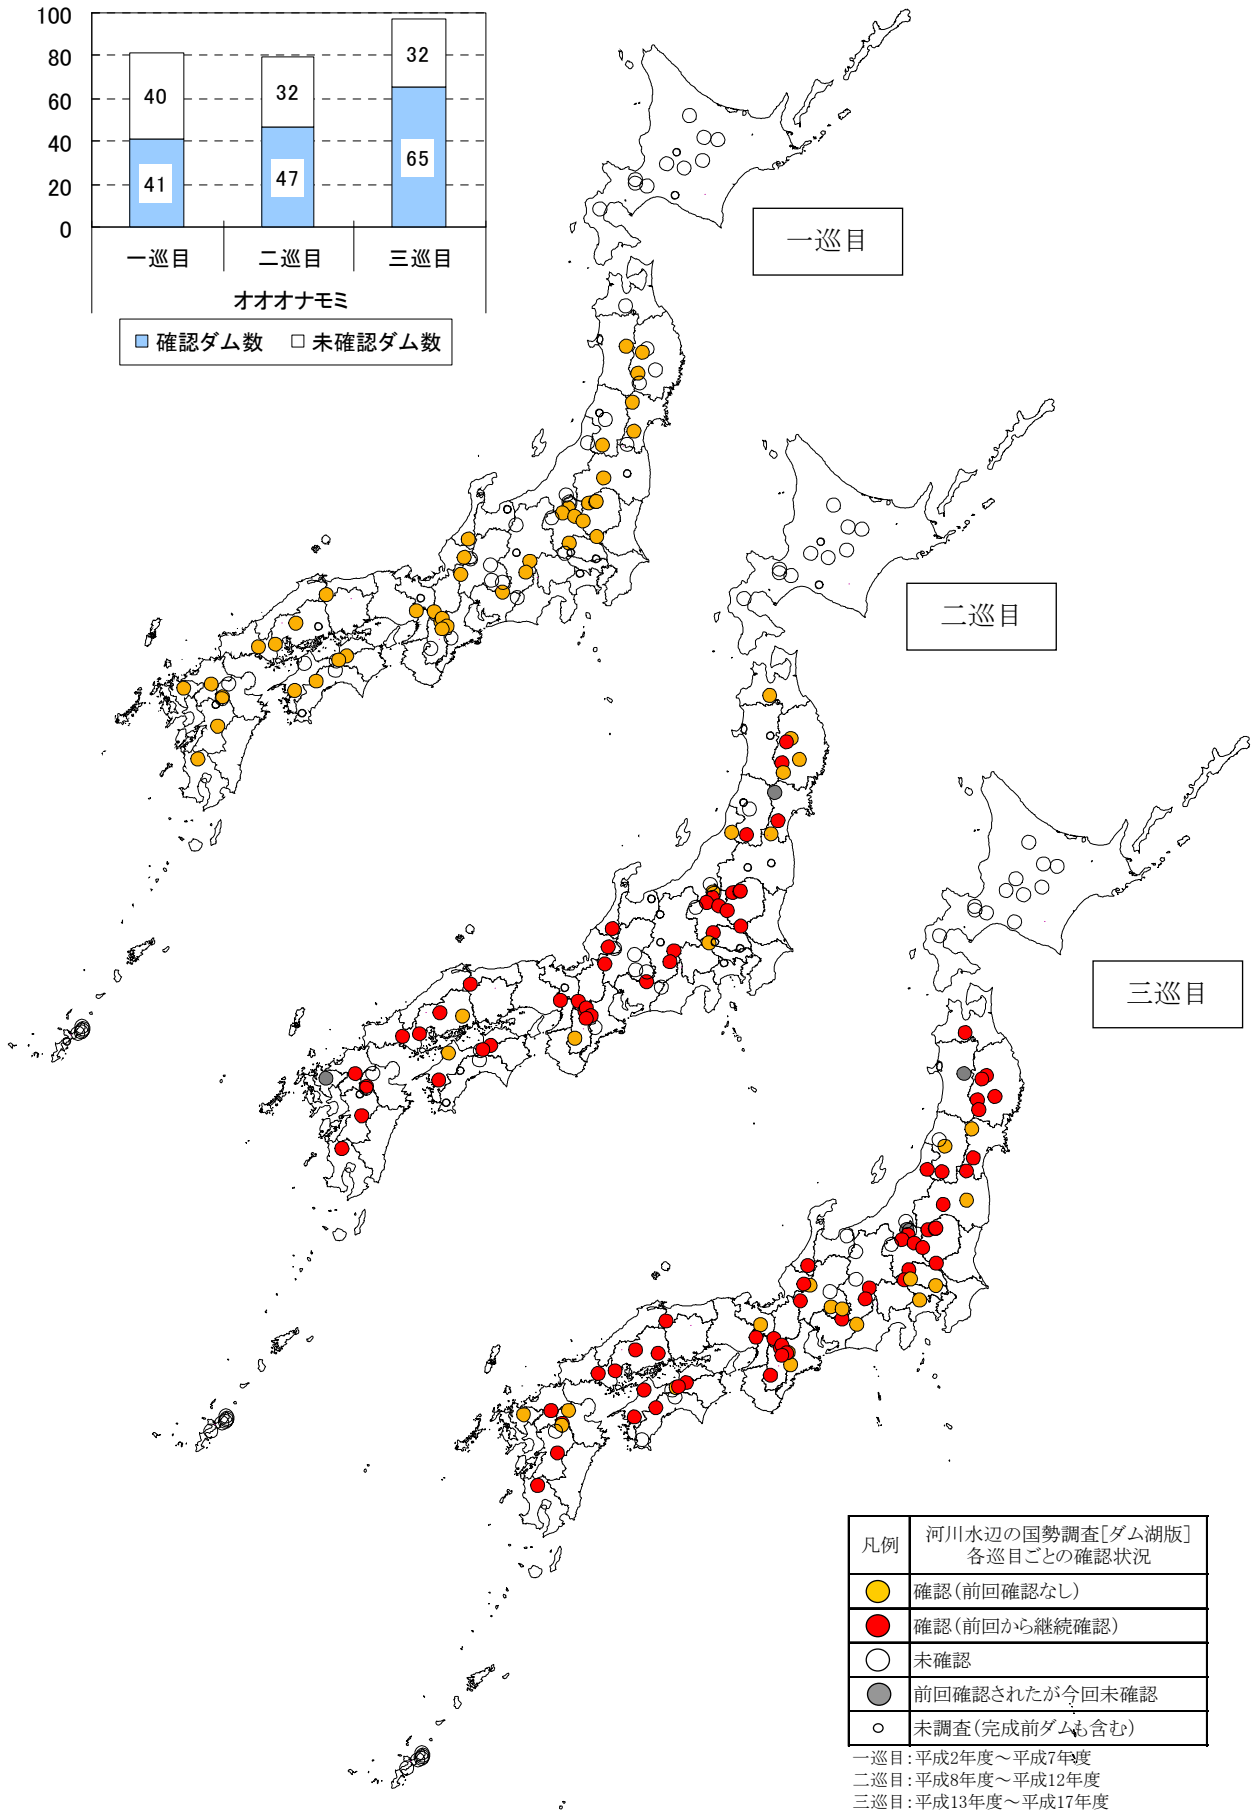 100
80
60
40
20
0
40
41
32
47
32
65
一巡目
二巡目
三巡目
オオオナモミ
確認ダム数
未確認ダム数
一巡目
二巡目
三巡目
凡例
河川水辺の国勢調査[ダム湖版]
各巡目ごとの確認状況
確認(前回確認なし)
確認(前回から継続確認)
未確認
前回確認されたが今回未確認
未調査(完成前ダムも含む)
一巡目:平成2年度～平成7年度
二巡目:平成8年度～平成12年度
三巡目:平成13年度～平成17年度